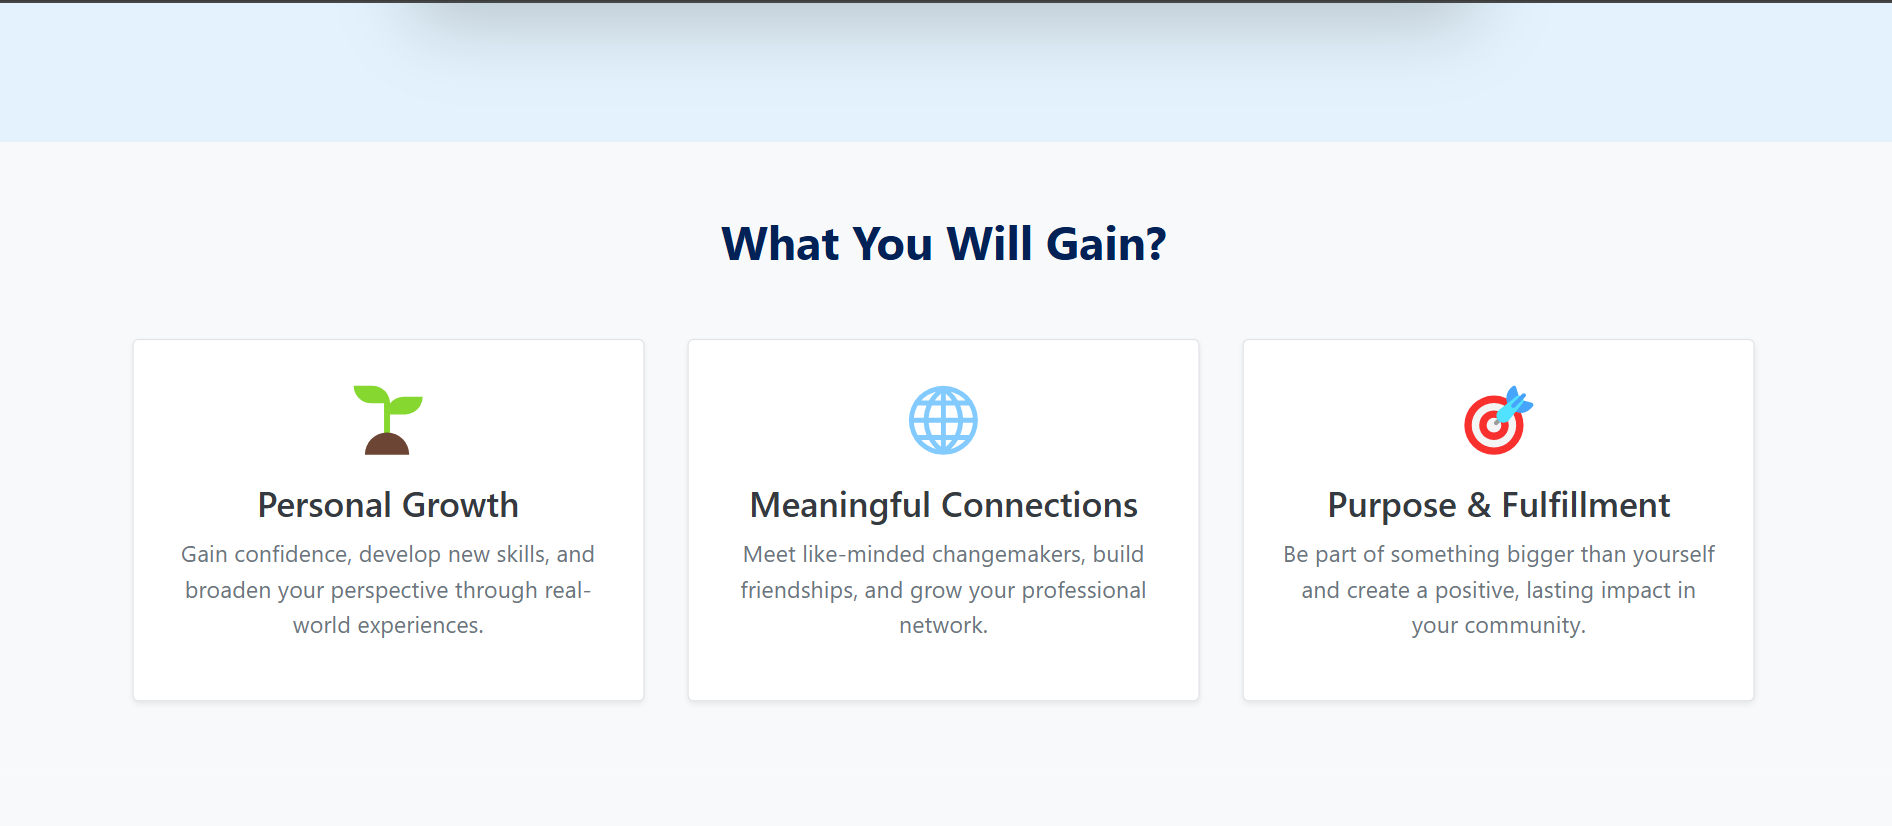 What You Will Gain?
Personal Growth
Gain confidence, develop new skills, and
broaden your perspective through real-
world experiences.
Meaningful Connections
Meet like-minded changemakers, build
friendships, and grow your professional
network.
Purpose & Fulfillment
Be part of something bigger than yourself
and create a positive, lasting impact in
your community.